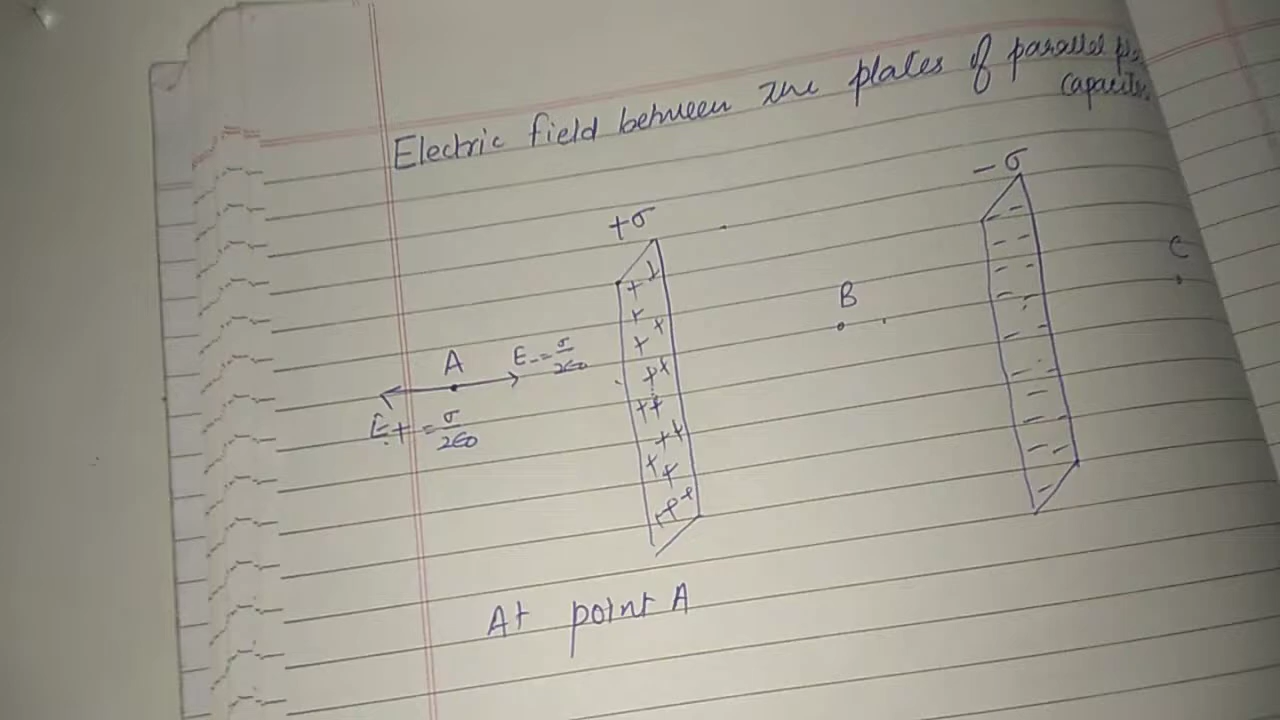 Electric field between the plates of parallel
capacitor
+σ
-σ
C
B
A
E- = σ/2ε0
E+ = σ/2ε0
At point A